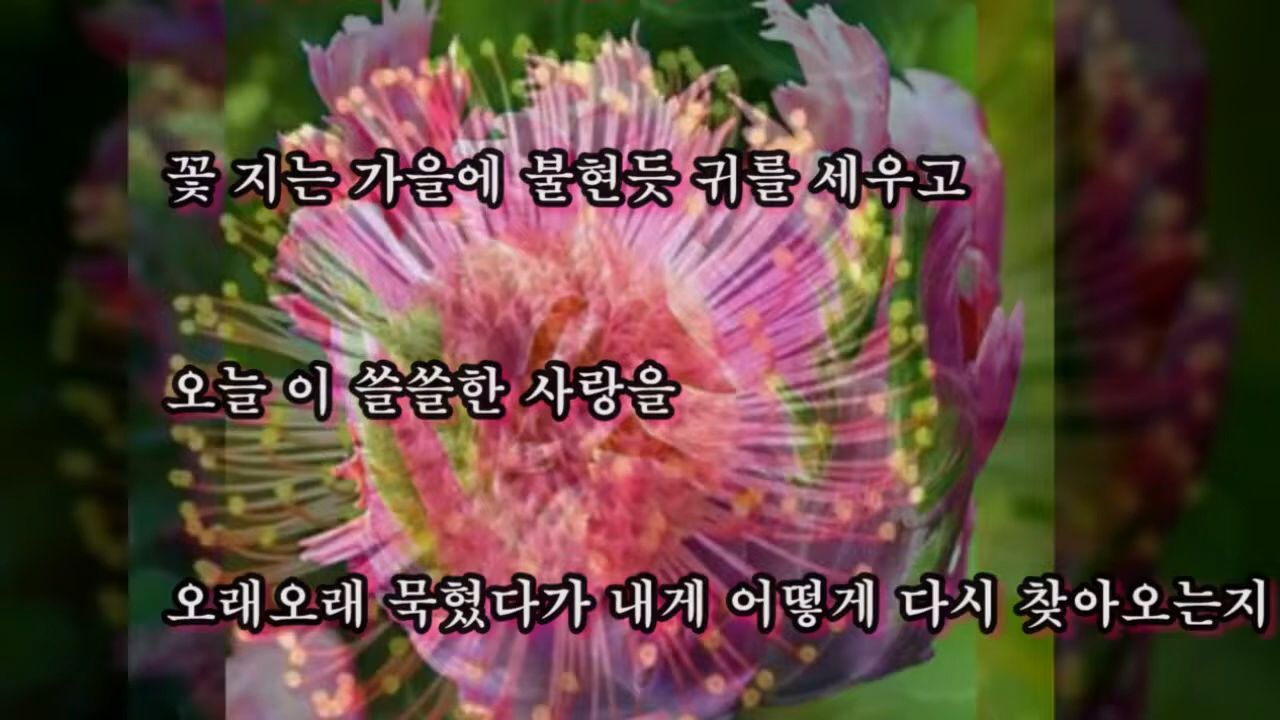 꽃 지는 가을에 불현듯 귀를 세우고
오늘 이 쓸쓸한 사랑을
오래오래 묵혔다가 내게 어떻게 다시 찾아오는지